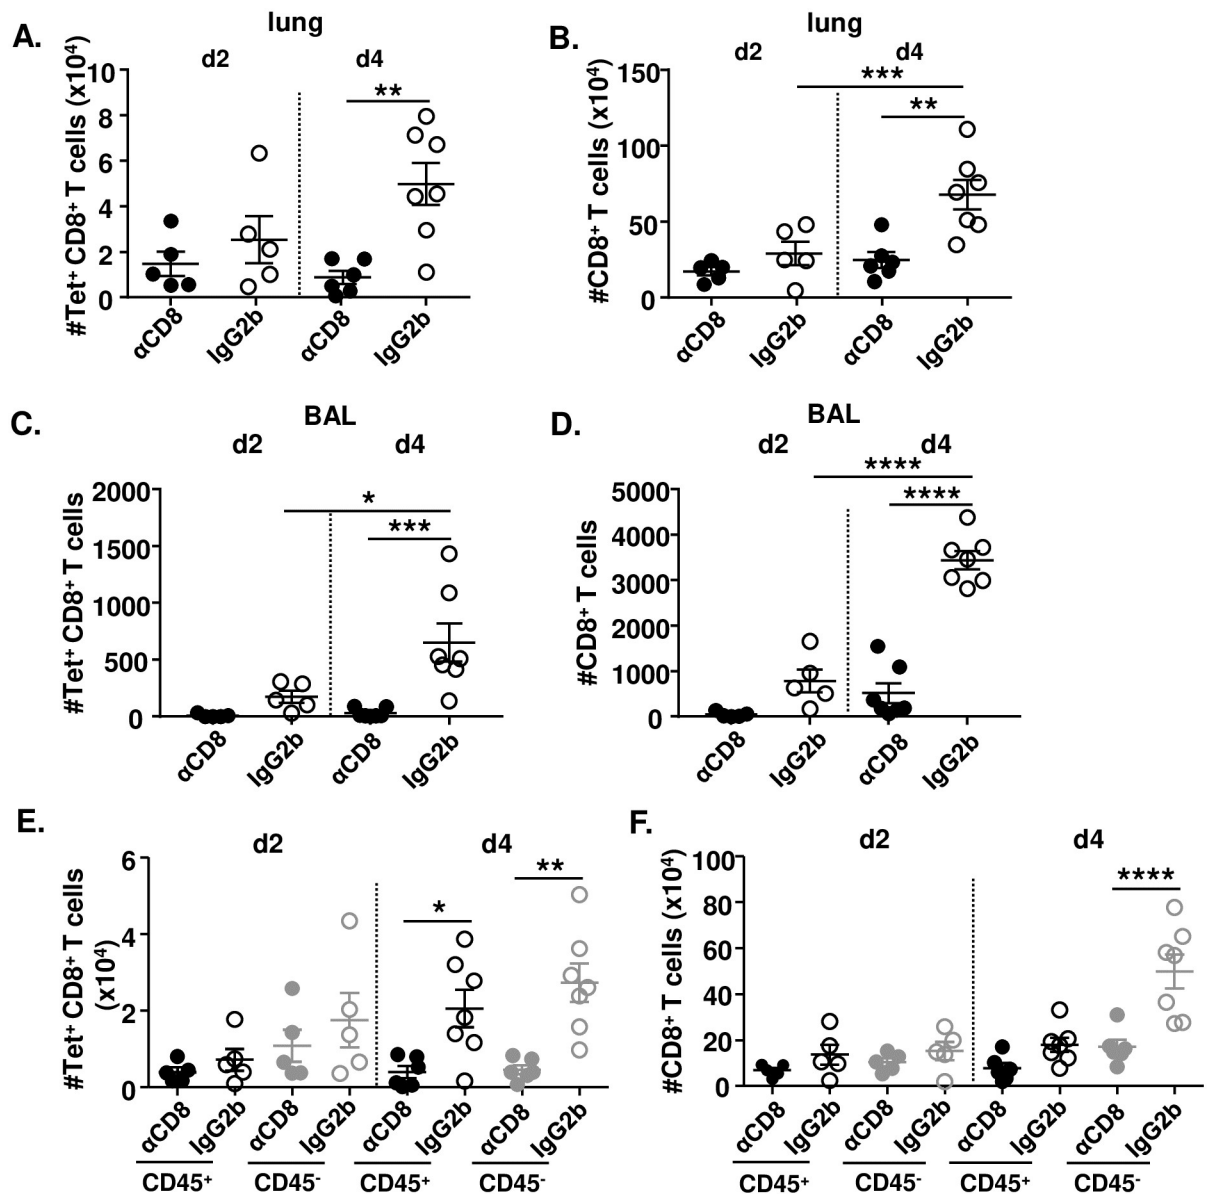 A.
lung
d2
d4
#Tet⁺ CD8⁺ T cells (x10⁴)
10
8
6
4
2
0
**
αCD8
IgG2b
αCD8
IgG2b
B.
lung
d2
d4
#CD8⁺ T cells (x10⁴)
150
100
50
0
***
**
αCD8
IgG2b
αCD8
IgG2b
C.
BAL
d2
d4
#Tet⁺ CD8⁺ T cells
2000
1500
1000
500
0
*
***
αCD8
IgG2b
αCD8
IgG2b
D.
BAL
d2
d4
#CD8⁺ T cells
5000
4000
3000
2000
1000
0
****
****
αCD8
IgG2b
αCD8
IgG2b
E.
d2
d4
#Tet⁺ CD8⁺ T cells
(x10⁴)
6
4
2
0
*
**
αCD8
IgG2b
αCD8
IgG2b
αCD8
IgG2b
αCD8
IgG2b
CD45⁺
CD45⁻
CD45⁺
CD45⁻
F.
d2
d4
#CD8⁺ T cells (x10⁴)
100
80
60
40
20
0
****
αCD8
IgG2b
αCD8
IgG2b
αCD8
IgG2b
αCD8
IgG2b
CD45⁺
CD45⁻
CD45⁺
CD45⁻